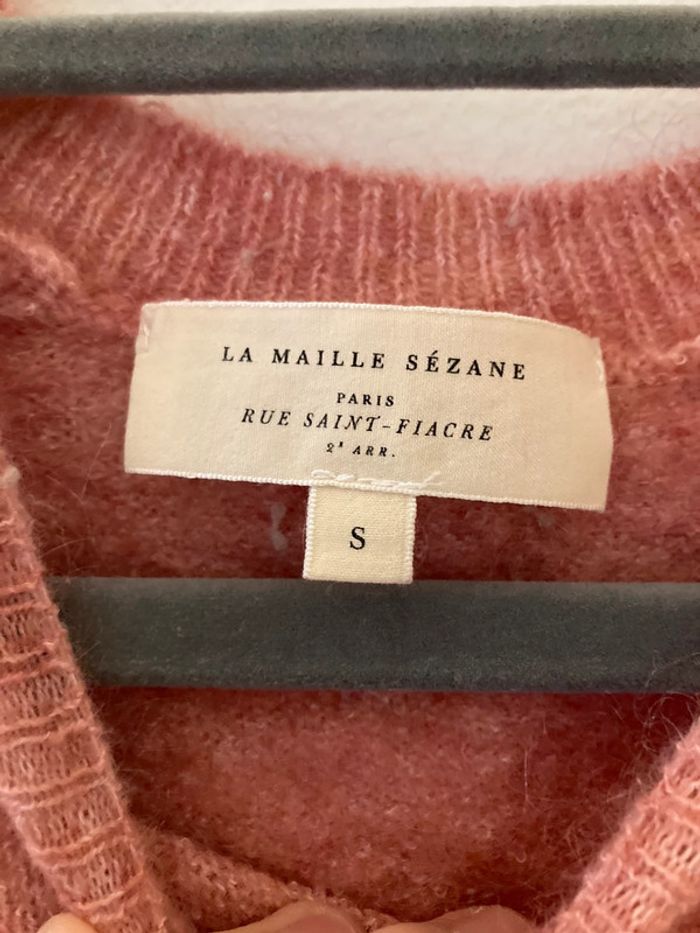 LA MAILLE SÉZANE
PARIS
RUE SAINT-FIACRE
2ᵉ ARR.
S